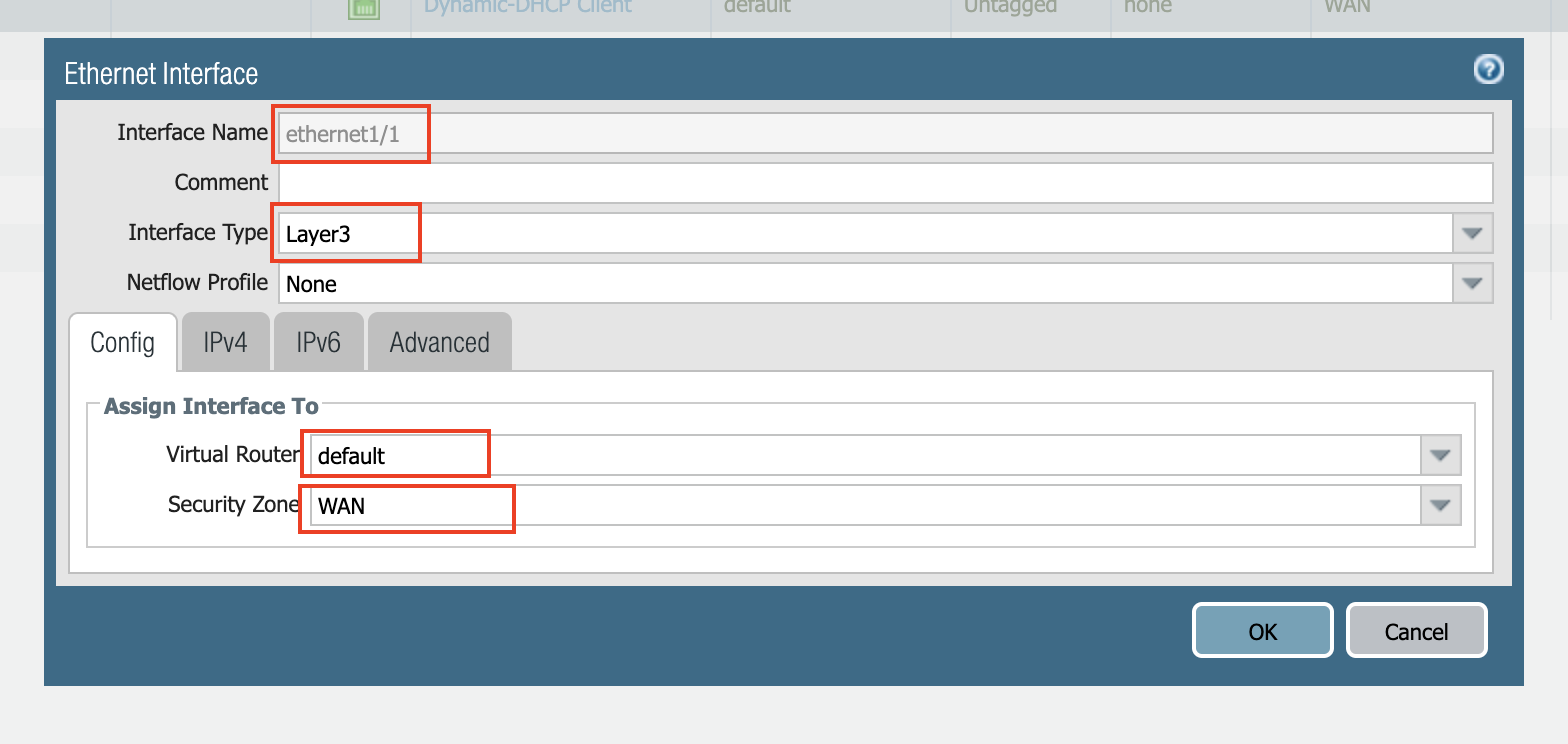 Dynamic-DHCP Client default Untagged none WAN
Ethernet Interface
?
Interface Name ethernet1/1
Comment
Interface Type Layer3
Netflow Profile None
Config IPv4 IPv6 Advanced
Assign Interface To
Virtual Router default
Security Zone WAN
OK Cancel